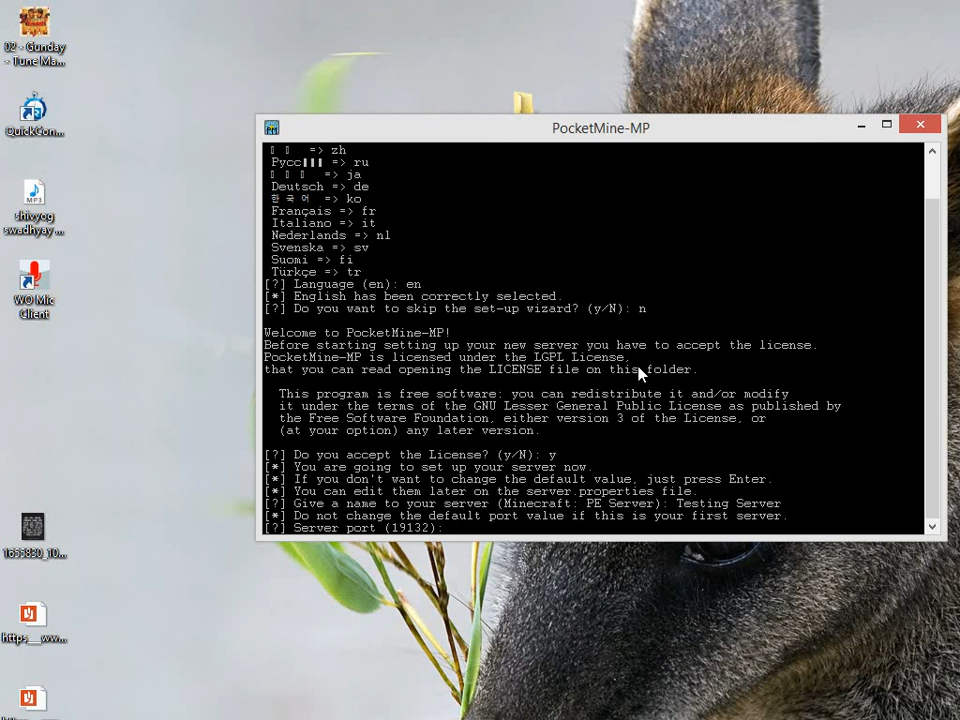 02 - Gunday
- Tune Ma...
QuickCon...
MP3
shivyog
swadhyay ...
WO Mic
Client
1655850_10...
https__ww...
PocketMine-MP
=> zh
=> ru
=> ja
Deutsch => de
한국어 => ko
Français => fr
Italiano => it
Nederlands => nl
Svenska => sv
Suomi => fi
Türkçe => tr
[?] Language (en): en
[*] English has been correctly selected.
[?] Do you want to skip the set-up wizard? (y/N): n
Welcome to PocketMine-MP!
Before starting setting up your new server you have to accept the license.
PocketMine-MP is licensed under the LGPL License,
that you can read opening the LICENSE file on this folder.
This program is free software: you can redistribute it and/or modify
it under the terms of the GNU Lesser General Public License as published by
the Free Software Foundation, either version 3 of the License, or
(at your option) any later version.
[?] Do you accept the License? (y/N): y
[*] You are going to set up your server now.
[*] If you don't want to change the default value, just press Enter.
[*] You can edit them later on the server.properties file.
[?] Give a name to your server (Minecraft: PE Server): Testing Server
[*] Do not change the default port value if this is your first server.
[?] Server port (19132):